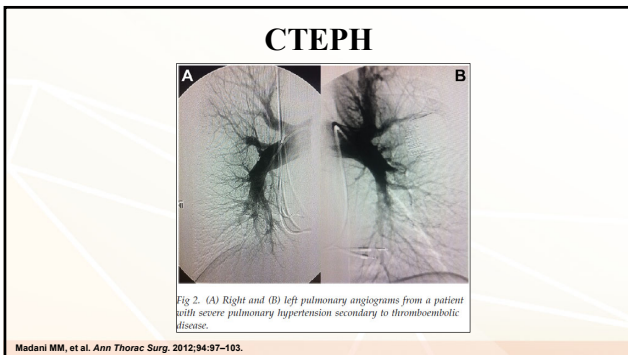 CTEPH
A
B
Fig 2. (A) Right and (B) left pulmonary angiograms from a patient
with severe pulmonary hypertension secondary to thromboembolic
disease.
Madani MM, et al. Ann Thorac Surg. 2012;94:97–103.